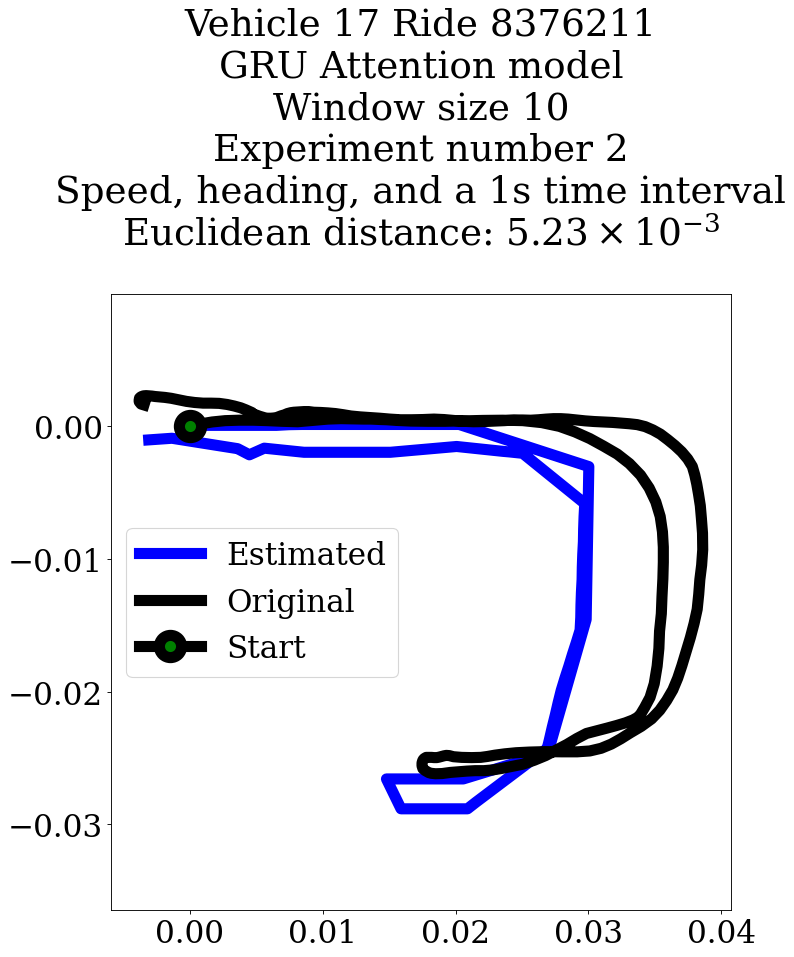 Vehicle 17 Ride 8376211
GRU Attention model
Window size 10
Experiment number 2
Speed, heading, and a 1s time interval
Euclidean distance: 5.23 × 10⁻³
0.00
−0.01
−0.02
−0.03
Estimated
Original
Start
0.00 0.01 0.02 0.03 0.04